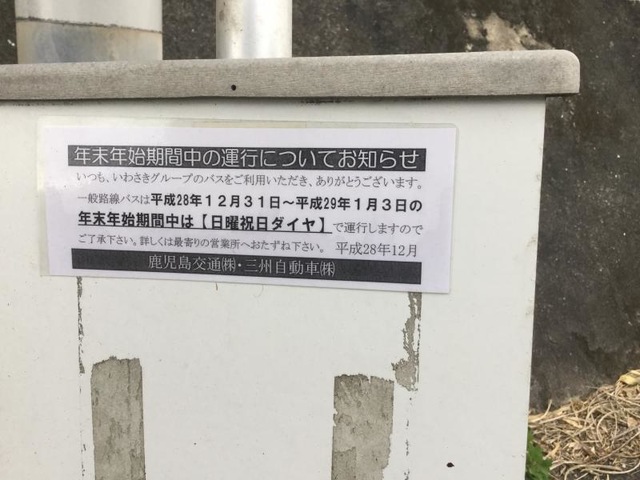 年末年始期間中の運行についてお知らせ
いつも、いわさきグループのバスをご利用いただき、ありがとうございます。
一般路線バスは平成28年12月31日～平成29年1月3日の
年末年始期間中は【日曜祝日ダイヤ】で運行しますので
ご了承下さい。詳しくは最寄りの営業所へおたずね下さい。 平成28年12月
鹿児島交通㈱・三州自動車㈱